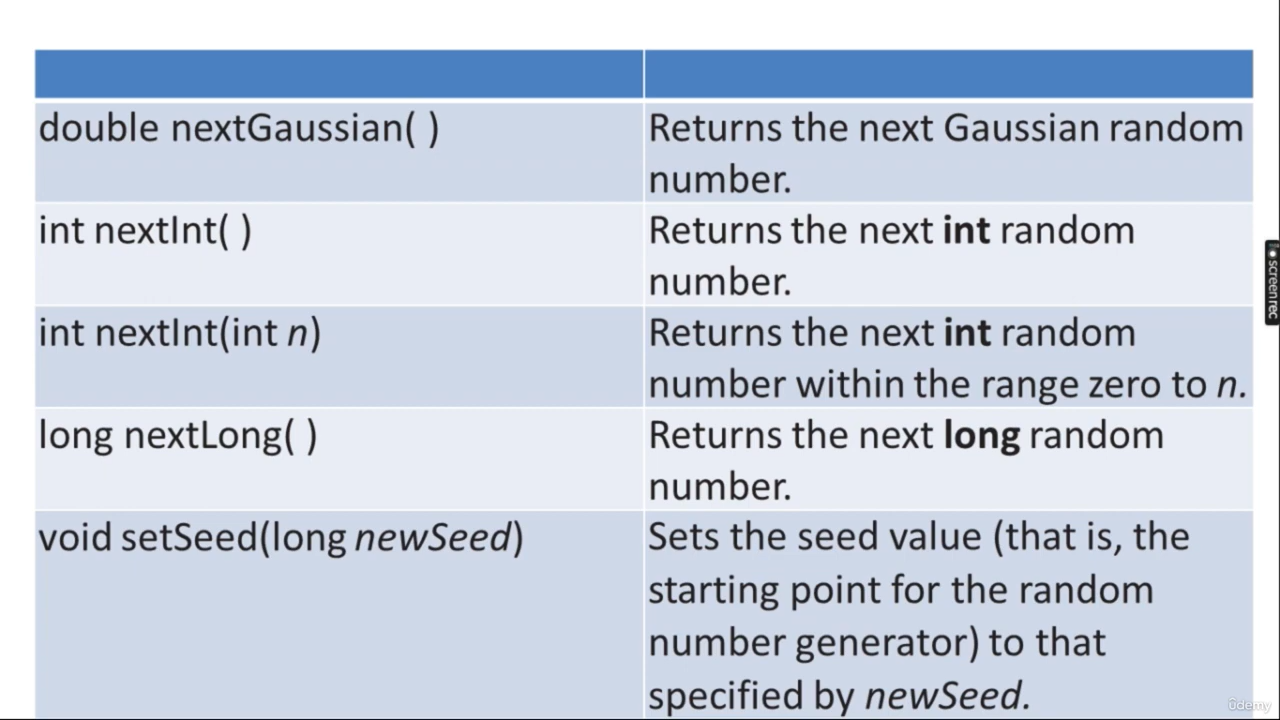 double nextGaussian( )
Returns the next Gaussian random
number.
int nextInt( )
Returns the next int random
number.
int nextInt(int n)
Returns the next int random
number within the range zero to n.
long nextLong( )
Returns the next long random
number.
void setSeed(long newSeed)
Sets the seed value (that is, the
starting point for the random
number generator) to that
specified by newSeed.
screenrec
ûdemy